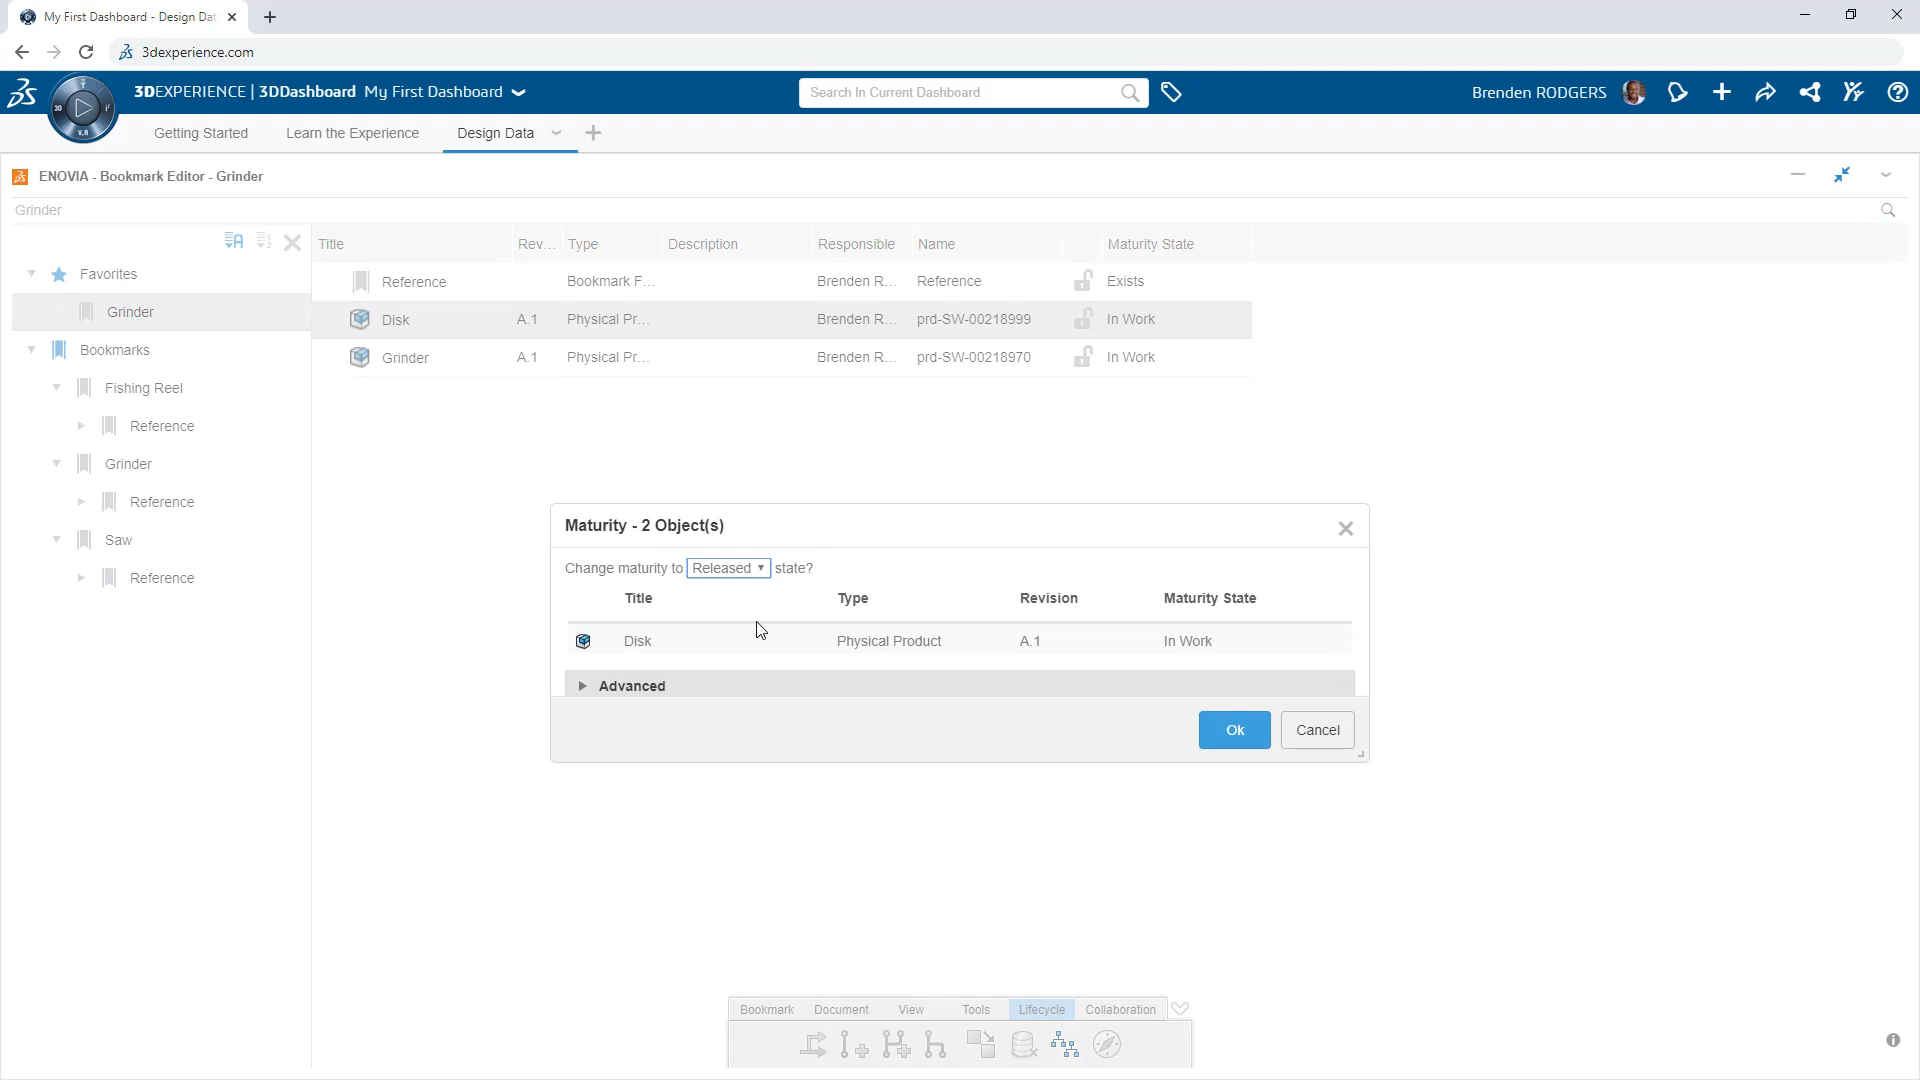 My First Dashboard - Design Dat
3dexperience.com
3DEXPERIENCE | 3DDashboard My First Dashboard
Search In Current Dashboard
Brenden RODGERS
3D
i²
V.R
Getting Started
Learn the Experience
Design Data
ENOVIA - Bookmark Editor - Grinder
Grinder
Title Rev... Type Description Responsible Name Maturity State
Favorites
Grinder
Bookmarks
Fishing Reel
Reference
Grinder
Reference
Saw
Reference
Reference Bookmark F... Brenden R... Reference Exists
Disk A.1 Physical Pr... Brenden R... prd-SW-00218999 In Work
Grinder A.1 Physical Pr... Brenden R... prd-SW-00218970 In Work
Maturity - 2 Object(s)
Change maturity to Released state?
Title Type Revision Maturity State
Disk Physical Product A.1 In Work
Advanced
Ok Cancel
Bookmark Document View Tools Lifecycle Collaboration